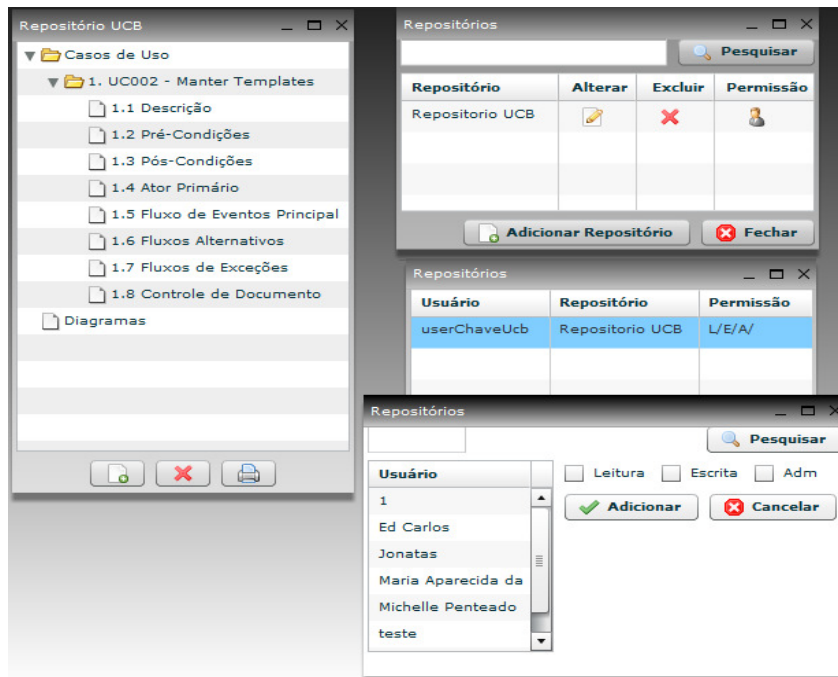 Repositório UCB
Casos de Uso
1. UC002 - Manter Templates
1.1 Descrição
1.2 Pré-Condições
1.3 Pós-Condições
1.4 Ator Primário
1.5 Fluxo de Eventos Principal
1.6 Fluxos Alternativos
1.7 Fluxos de Exceções
1.8 Controle de Documento
Diagramas
Repositórios
Pesquisar
Repositório Alterar Excluir Permissão
Repositorio UCB
Adicionar Repositório Fechar
Repositórios
Usuário Repositório Permissão
userChaveUcb Repositorio UCB L/E/A/
Repositórios
Pesquisar
Usuário
Leitura Escrita Adm
Adicionar Cancelar
1
Ed Carlos
Jonatas
Maria Aparecida da
Michelle Penteado
teste